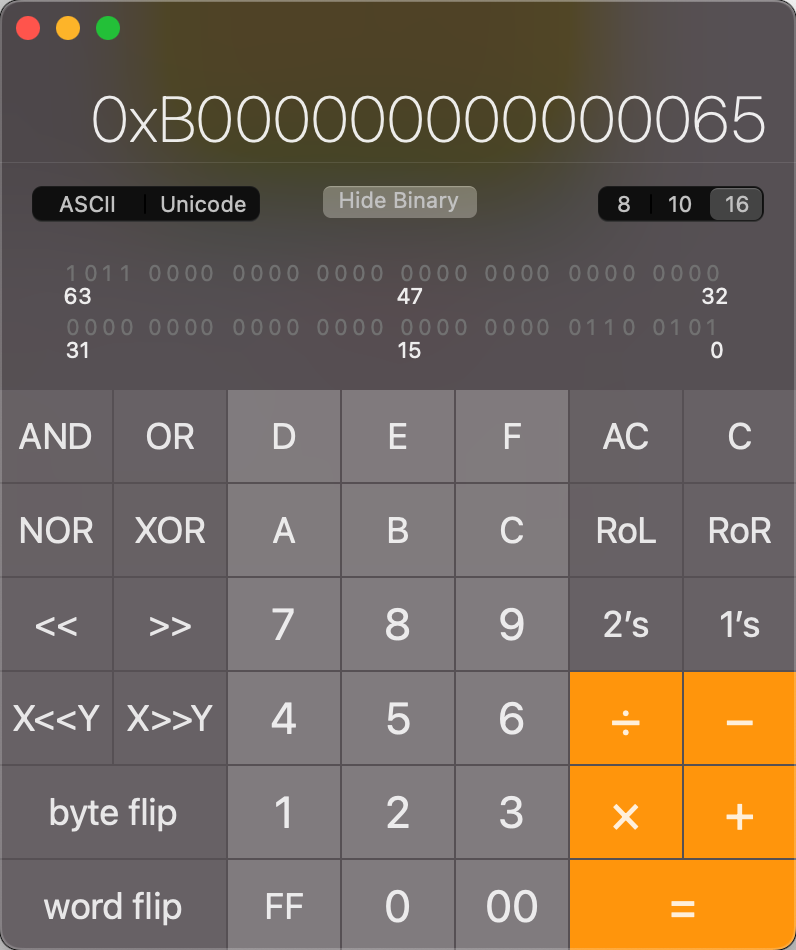 0xB000000000000065
ASCII Unicode Hide Binary 8 10 16
1011 0000 0000 0000 0000 0000 0000 0000
63 47 32
0000 0000 0000 0000 0000 0000 0110 0101
31 15 0
AND OR D E F AC C
NOR XOR A B C RoL RoR
<< >> 7 8 9 2's 1's
X<<Y X>>Y 4 5 6 ÷ −
byte flip 1 2 3 × +
word flip FF 0 00 =